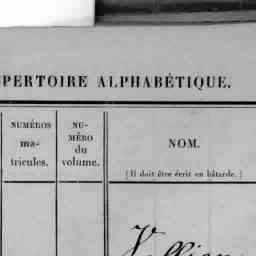 PERTOIRE ALPHABÉTIQUE.
NUMÉROS
ma-
tricules.
NU-
MÉRO
du
volume.
NOM.
( Il doit être écrit en bâtarde. )